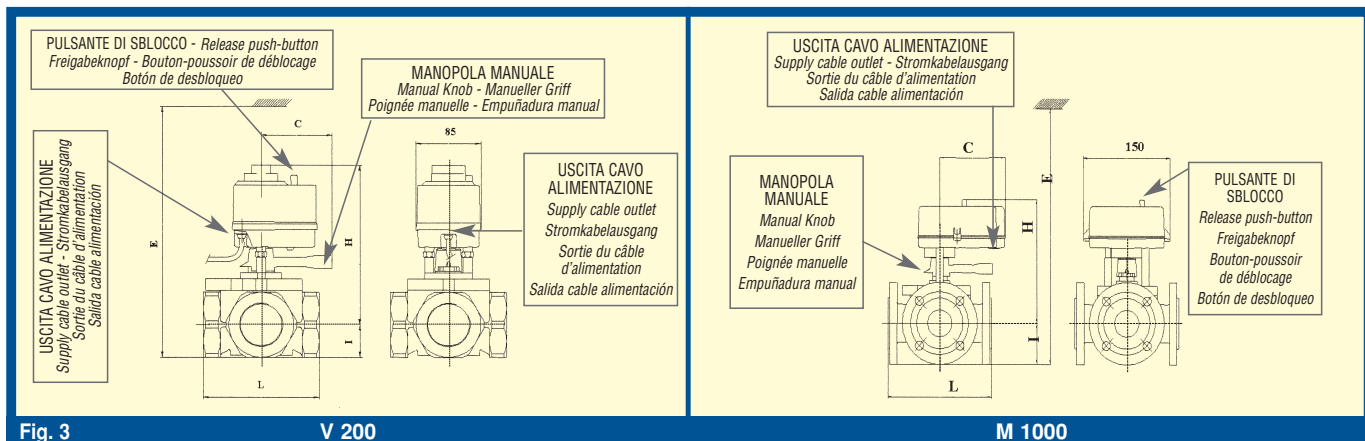 PULSANTE DI SBLOCCO - Release push-button
Freigabeknopf - Bouton-poussoir de déblocage
Botón de desbloqueo
MANOPOLA MANUALE
Manual Knob - Manueller Griff
Poignée manuelle - Empuñadura manual
USCITA CAVO ALIMENTAZIONE
Supply cable outlet - Stromkabelausgang
Sortie du câble d'alimentation
Salida cable alimentación
C
85
E
H
I
L
USCITA CAVO
ALIMENTAZIONE
Supply cable outlet
Stromkabelausgang
Sortie du câble
d'alimentation
Salida cable alimentación
USCITA CAVO ALIMENTAZIONE
Supply cable outlet - Stromkabelausgang
Sortie du câble d'alimentation
Salida cable alimentación
MANOPOLA
MANUALE
Manual Knob
Manueller Griff
Poignée manuelle
Empuñadura manual
C
E
150
H
I
L
PULSANTE DI
SBLOCCO
Release push-button
Freigabeknopf
Bouton-poussoir
de déblocage
Botón de desbloqueo
Fig. 3 V 200 M 1000